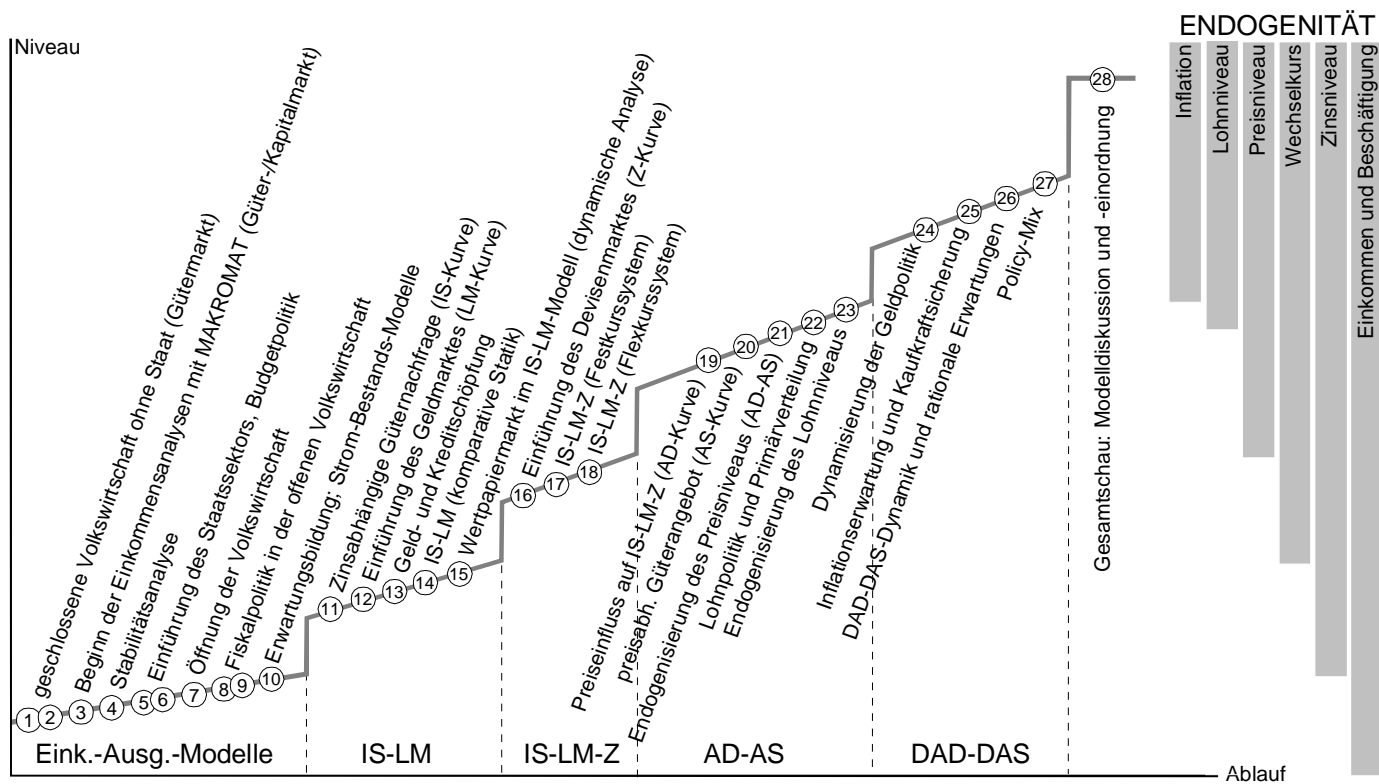 ENDOGENITÄT
Niveau
Inflation
Lohnniveau
Preisniveau
Wechselkurs
Zinsniveau
Einkommen und Beschäftigung
geschlossene Volkswirtschaft ohne Staat (Gütermarkt)
Beginn der Einkommensanalysen mit MAKROMAT (Güter-/Kapitalmarkt)
Stabilitätsanalyse
Einführung des Staatssektors, Budgetpolitik
Öffnung der Volkswirtschaft
Fiskalpolitik in der offenen Volkswirtschaft
Erwartungsbildung; Strom-Bestands-Modelle
Zinsabhängige Güternachfrage (IS-Kurve)
Einführung des Geldmarktes (LM-Kurve)
Geld- und Kreditschöpfung
IS-LM (komparative Statik)
Wertpapiermarkt im IS-LM-Modell (dynamische Analyse)
Einführung des Devisenmarktes (Z-Kurve)
IS-LM-Z (Festkurssystem)
IS-LM-Z (Flexkurssystem)
Preiseinfluss auf IS-LM-Z (AD-Kurve)
preisabh. Güterangebot (AS-Kurve)
Endogenisierung des Preisniveaus (AD-AS)
Lohnpolitik und Primärverteilung
Endogenisierung des Lohnniveaus
Dynamisierung der Geldpolitik
Inflationserwartung und Kaufkraftsicherung
DAD-DAS-Dynamik und rationale Erwartungen
Policy-Mix
Gesamtschau: Modelldiskussion und -einordnung
1
2
3
4
5
6
7
8
9
10
11
12
13
14
15
16
17
18
19
20
21
22
23
24
25
26
27
28
Eink.-Ausg.-Modelle
IS-LM
IS-LM-Z
AD-AS
DAD-DAS
Ablauf